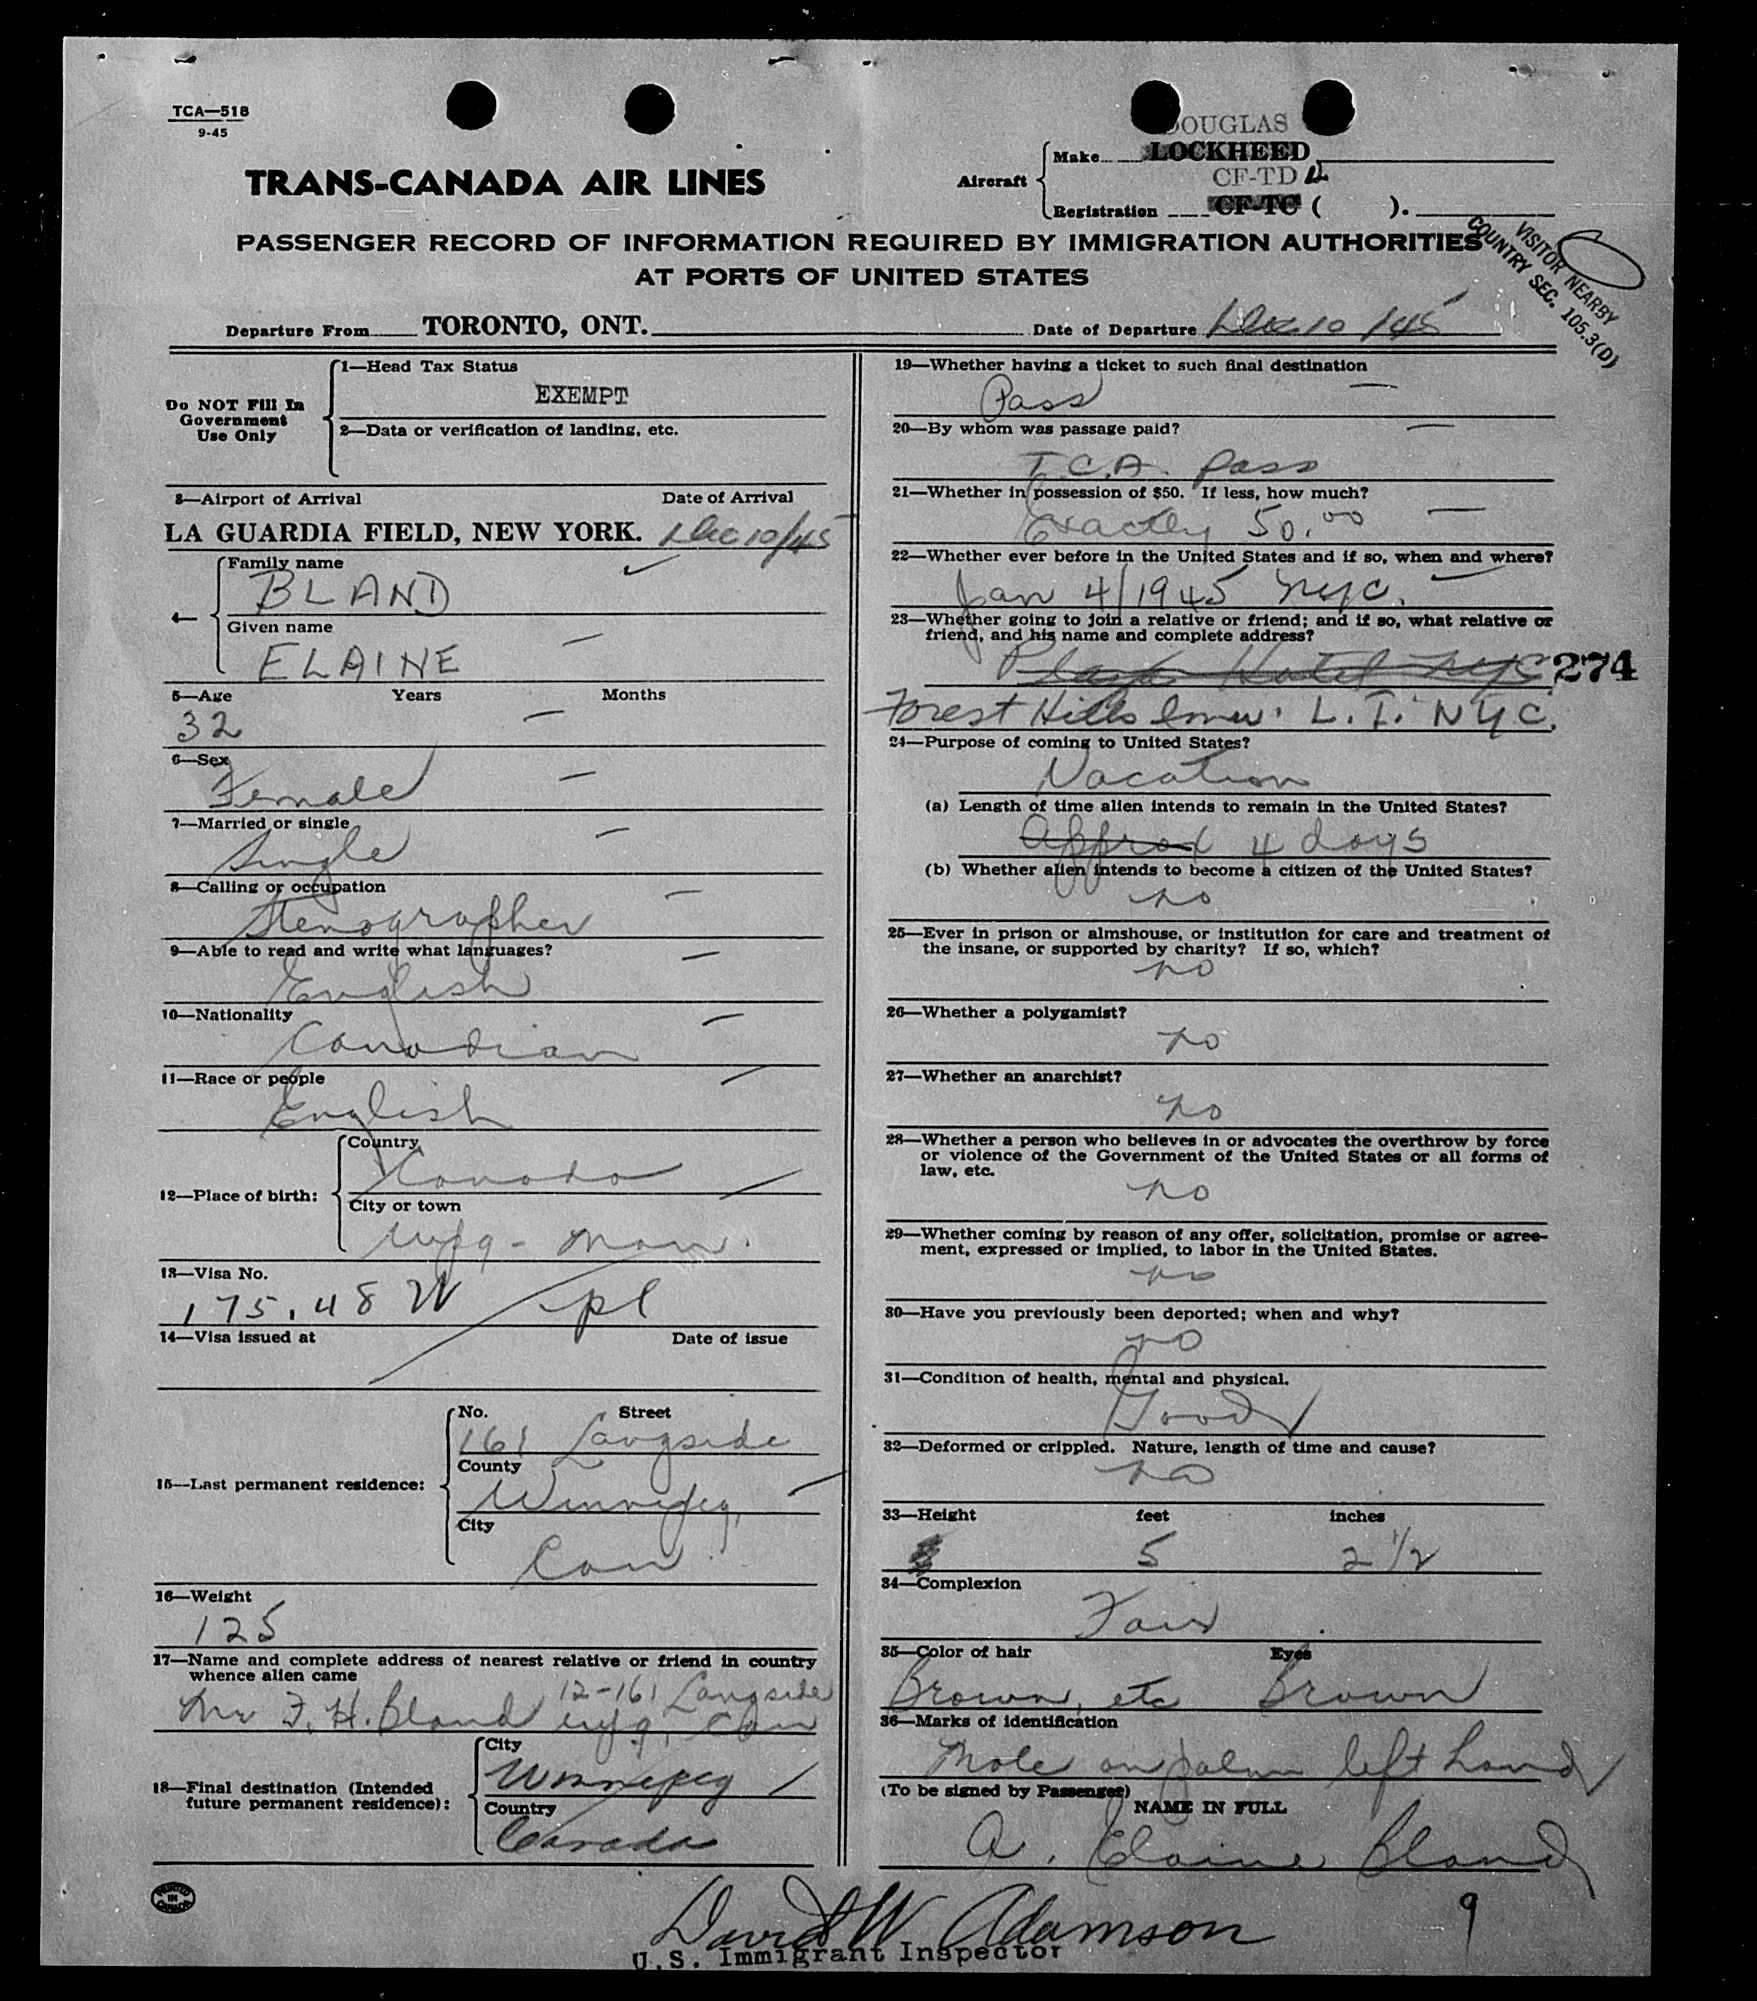 TCA—518
9-45
TRANS-CANADA AIR LINES
DOUGLAS
Aircraft
Make LOCKHEED
CF-TD
Registration CF-TC ( ).
PASSENGER RECORD OF INFORMATION REQUIRED BY IMMIGRATION AUTHORITIES
AT PORTS OF UNITED STATES
VISITOR NEARBY
COUNTRY SEC. 105.3(D)
Departure From TORONTO, ONT. Date of Departure Dec 10 /45
Do NOT Fill In
Government
Use Only
1—Head Tax Status
EXEMPT
2—Data or verification of landing, etc.
3—Airport of Arrival Date of Arrival
LA GUARDIA FIELD, NEW YORK. Dec 10/45
4—
Family name
BLAND
Given name
ELAINE
5—Age Years Months
32
6—Sex
Female
7—Married or single
Single
8—Calling or occupation
Stenographer
9—Able to read and write what languages?
English
10—Nationality
Canadian
11—Race or people
English
12—Place of birth:
Country
Canada
City or town
Wpg - Man.
13—Visa No.
175.48 W pl
14—Visa issued at Date of issue
15—Last permanent residence:
No. Street
161 Langside
County
Winnipeg,
City
Can
16—Weight
125
17—Name and complete address of nearest relative or friend in country
whence alien came
12-161 Langside
Mr F. H. Bland Wpg, Can
18—Final destination (Intended
future permanent residence):
City
Winnipeg
Country
Canada
19—Whether having a ticket to such final destination
Pass
20—By whom was passage paid?
T.C.A. Pass
21—Whether in possession of $50. If less, how much?
Exactly 50.00
22—Whether ever before in the United States and if so, when and where?
Jan 4/1945 NYC.
23—Whether going to join a relative or friend; and if so, what relative or
friend, and his name and complete address?
Plaza Hotel NYC
274
Forest Hills L. I. NYC.
24—Purpose of coming to United States?
Vacation
(a) Length of time alien intends to remain in the United States?
Approx 4 days
(b) Whether alien intends to become a citizen of the United States?
no
25—Ever in prison or almshouse, or institution for care and treatment of
the insane, or supported by charity? If so, which?
no
26—Whether a polygamist?
no
27—Whether an anarchist?
no
28—Whether a person who believes in or advocates the overthrow by force
or violence of the Government of the United States or all forms of
law, etc.
no
29—Whether coming by reason of any offer, solicitation, promise or agree-
ment, expressed or implied, to labor in the United States.
no
30—Have you previously been deported; when and why?
no
31—Condition of health, mental and physical.
Good
32—Deformed or crippled. Nature, length of time and cause?
no
33—Height feet inches
5 2 1/2
34—Complexion
Fair
35—Color of hair Eyes
Brown, etc Brown
36—Marks of identification
Mole on palm left hand
(To be signed by Passenger)
NAME IN FULL
A. Elaine Bland
PRINTED
IN
CANADA
David W Adamson
9
U.S. Immigrant Inspector